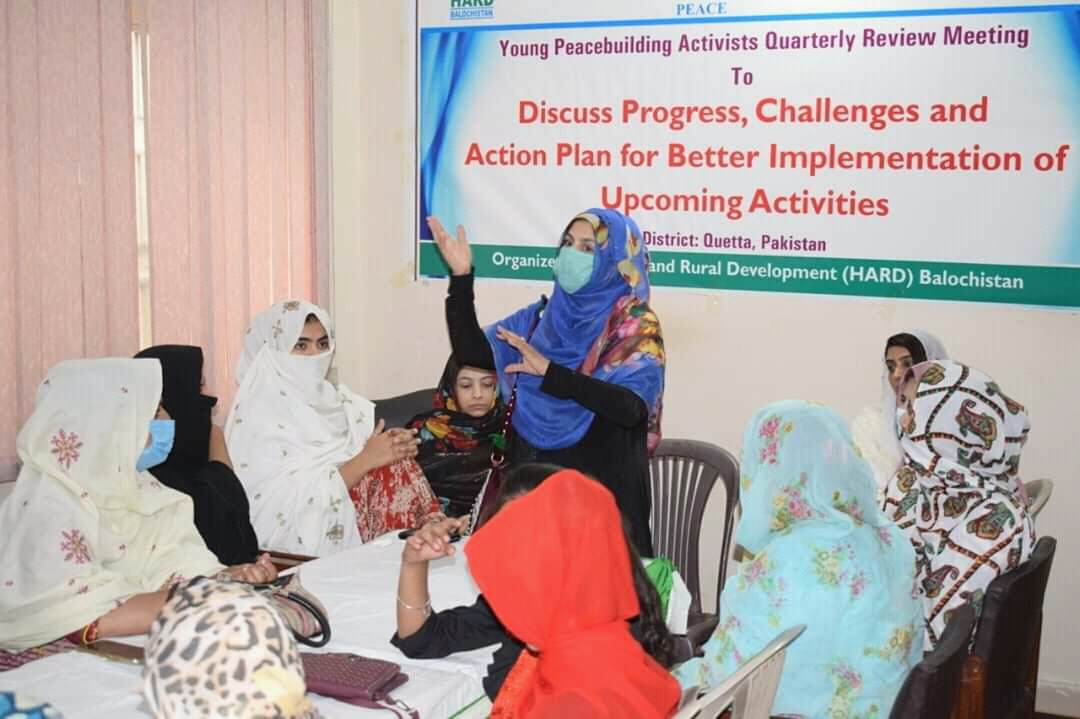 HARD
BALOCHISTAN
PEACE
Young Peacebuilding Activists Quarterly Review Meeting
To
Discuss Progress, Challenges and
Action Plan for Better Implementation of
Upcoming Activities
District: Quetta, Pakistan
Organize and Rural Development (HARD) Balochistan